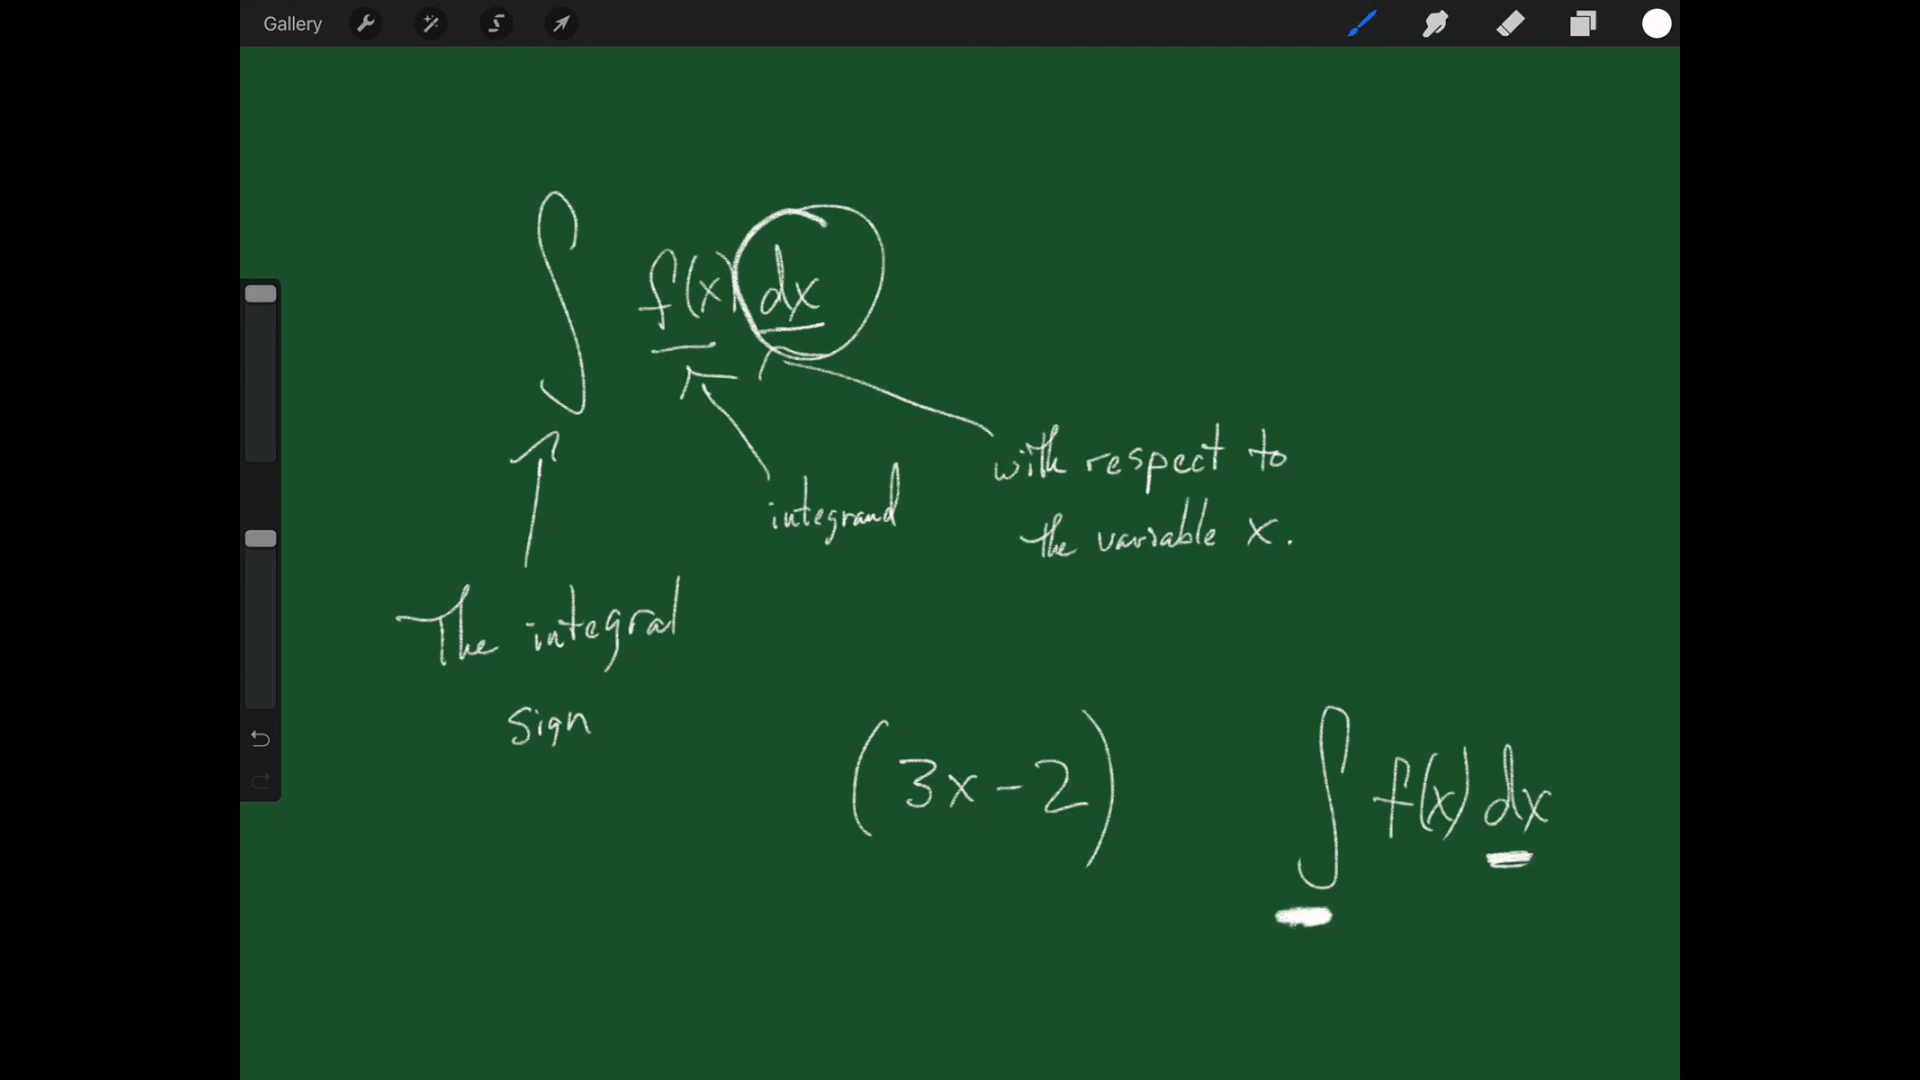 Gallery
∫ f(x) dx
with respect to
the variable x.
integrand
The integral
sign
(3x-2)
∫ f(x) dx